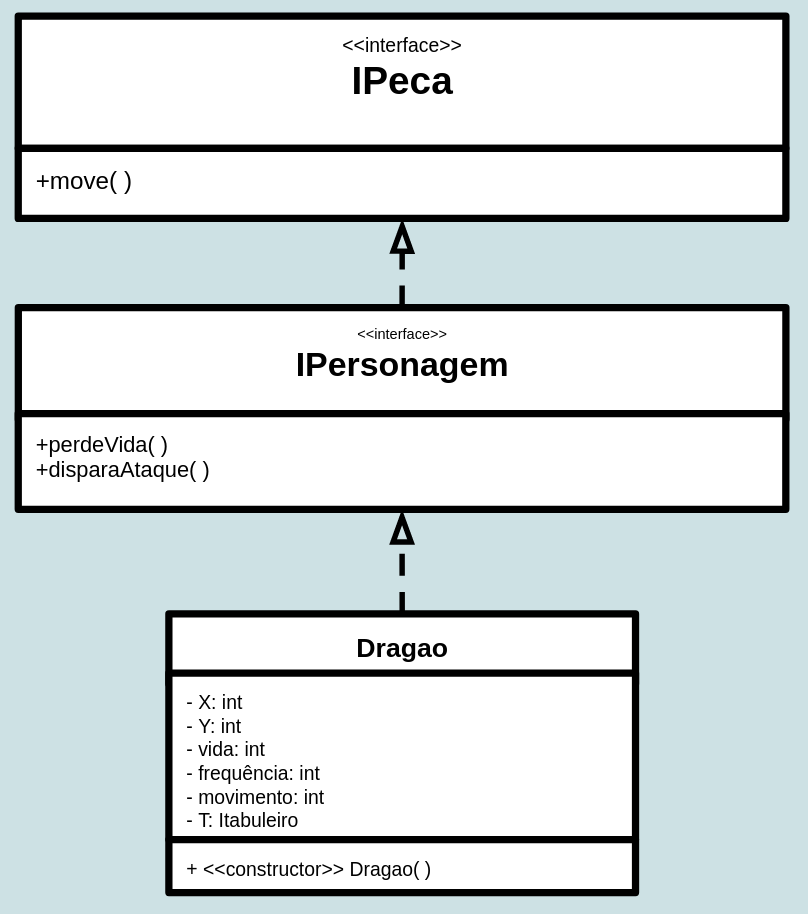 <<interface>>
IPeca
+move( )
<<interface>>
IPersonagem
+perdeVida( )
+disparaAtaque( )
Dragao
- X: int
- Y: int
- vida: int
- frequência: int
- movimento: int
- T: Itabuleiro
+ <<constructor>> Dragao( )